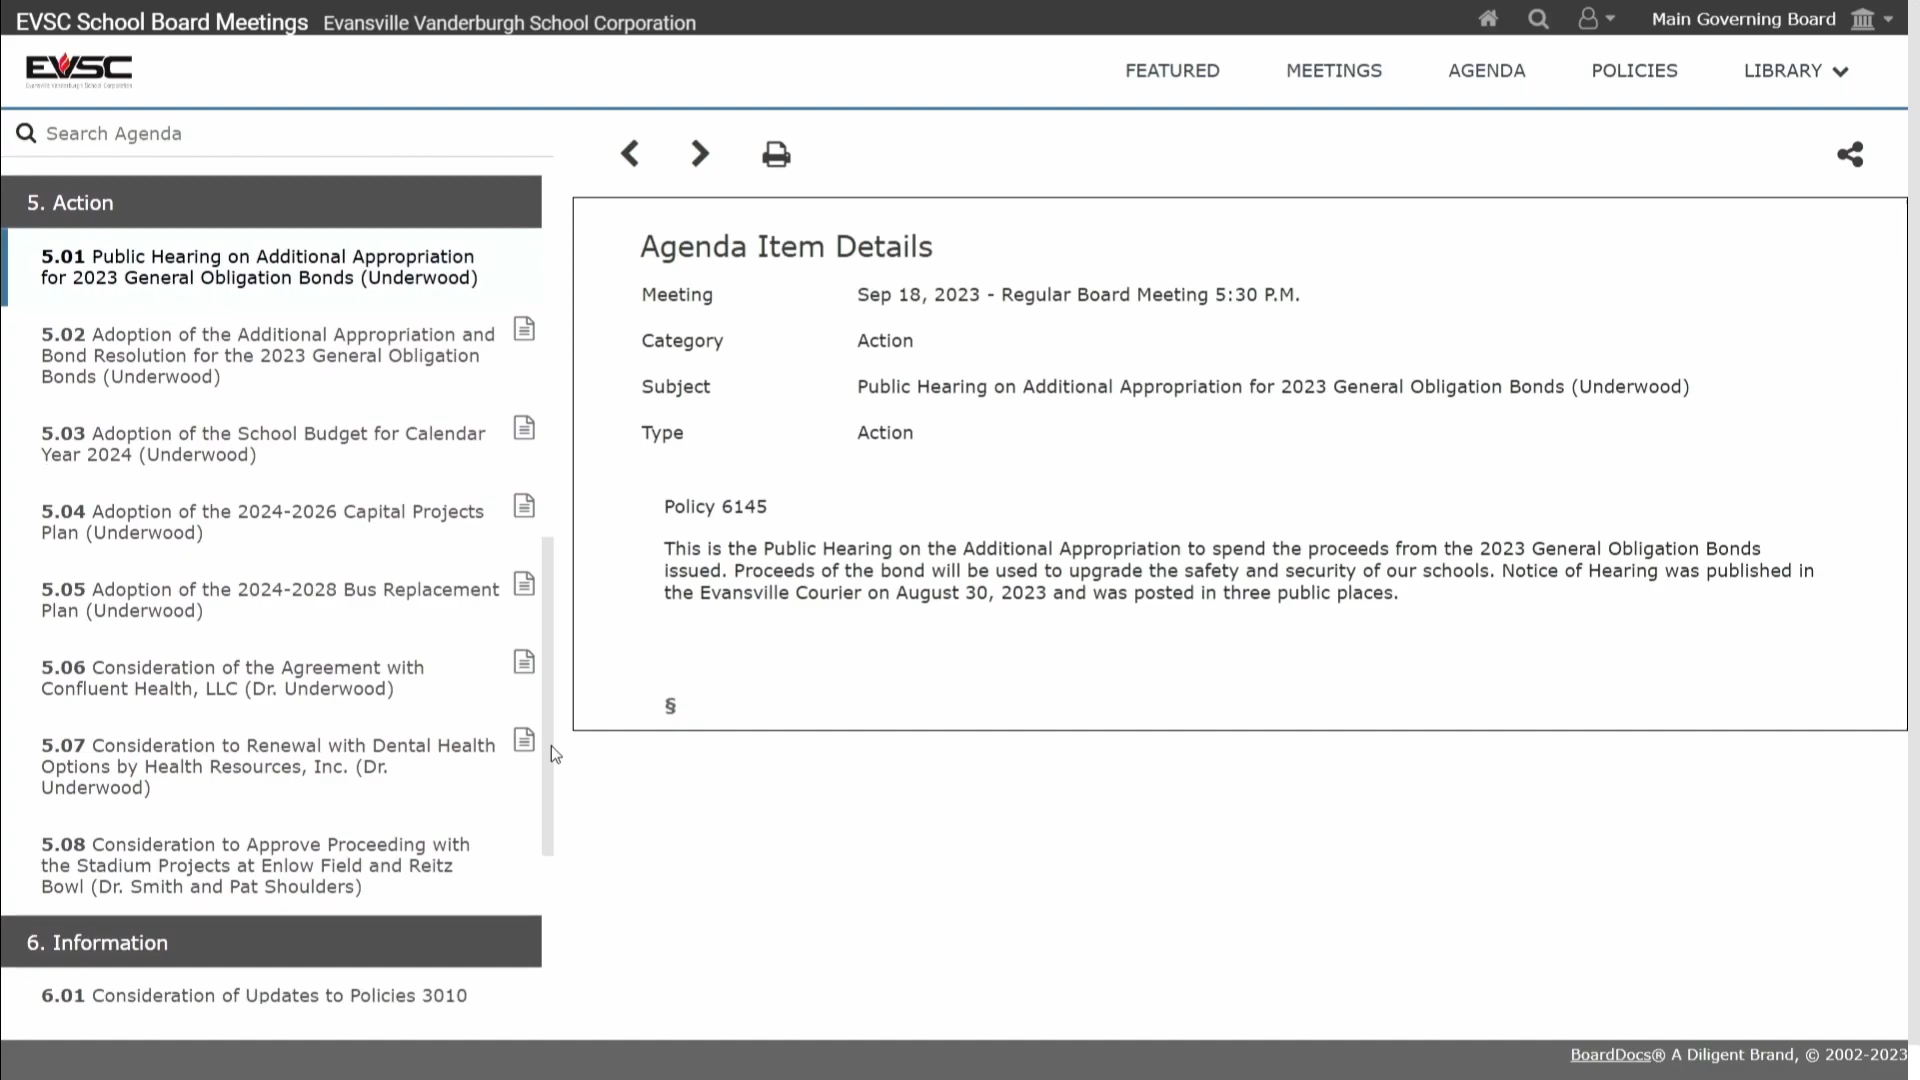 EVSC School Board Meetings Evansville Vanderburgh School Corporation
Main Governing Board
EVSC
Evansville Vanderburgh School Corporation
FEATURED MEETINGS AGENDA POLICIES LIBRARY
Search Agenda
5. Action
5.01 Public Hearing on Additional Appropriation
for 2023 General Obligation Bonds (Underwood)
5.02 Adoption of the Additional Appropriation and
Bond Resolution for the 2023 General Obligation
Bonds (Underwood)
5.03 Adoption of the School Budget for Calendar
Year 2024 (Underwood)
5.04 Adoption of the 2024-2026 Capital Projects
Plan (Underwood)
5.05 Adoption of the 2024-2028 Bus Replacement
Plan (Underwood)
5.06 Consideration of the Agreement with
Confluent Health, LLC (Dr. Underwood)
5.07 Consideration to Renewal with Dental Health
Options by Health Resources, Inc. (Dr.
Underwood)
5.08 Consideration to Approve Proceeding with
the Stadium Projects at Enlow Field and Reitz
Bowl (Dr. Smith and Pat Shoulders)
6. Information
6.01 Consideration of Updates to Policies 3010
Agenda Item Details
Meeting Sep 18, 2023 - Regular Board Meeting 5:30 P.M.
Category Action
Subject Public Hearing on Additional Appropriation for 2023 General Obligation Bonds (Underwood)
Type Action
Policy 6145
This is the Public Hearing on the Additional Appropriation to spend the proceeds from the 2023 General Obligation Bonds
issued. Proceeds of the bond will be used to upgrade the safety and security of our schools. Notice of Hearing was published in
the Evansville Courier on August 30, 2023 and was posted in three public places.
§
BoardDocs® A Diligent Brand, © 2002-2023